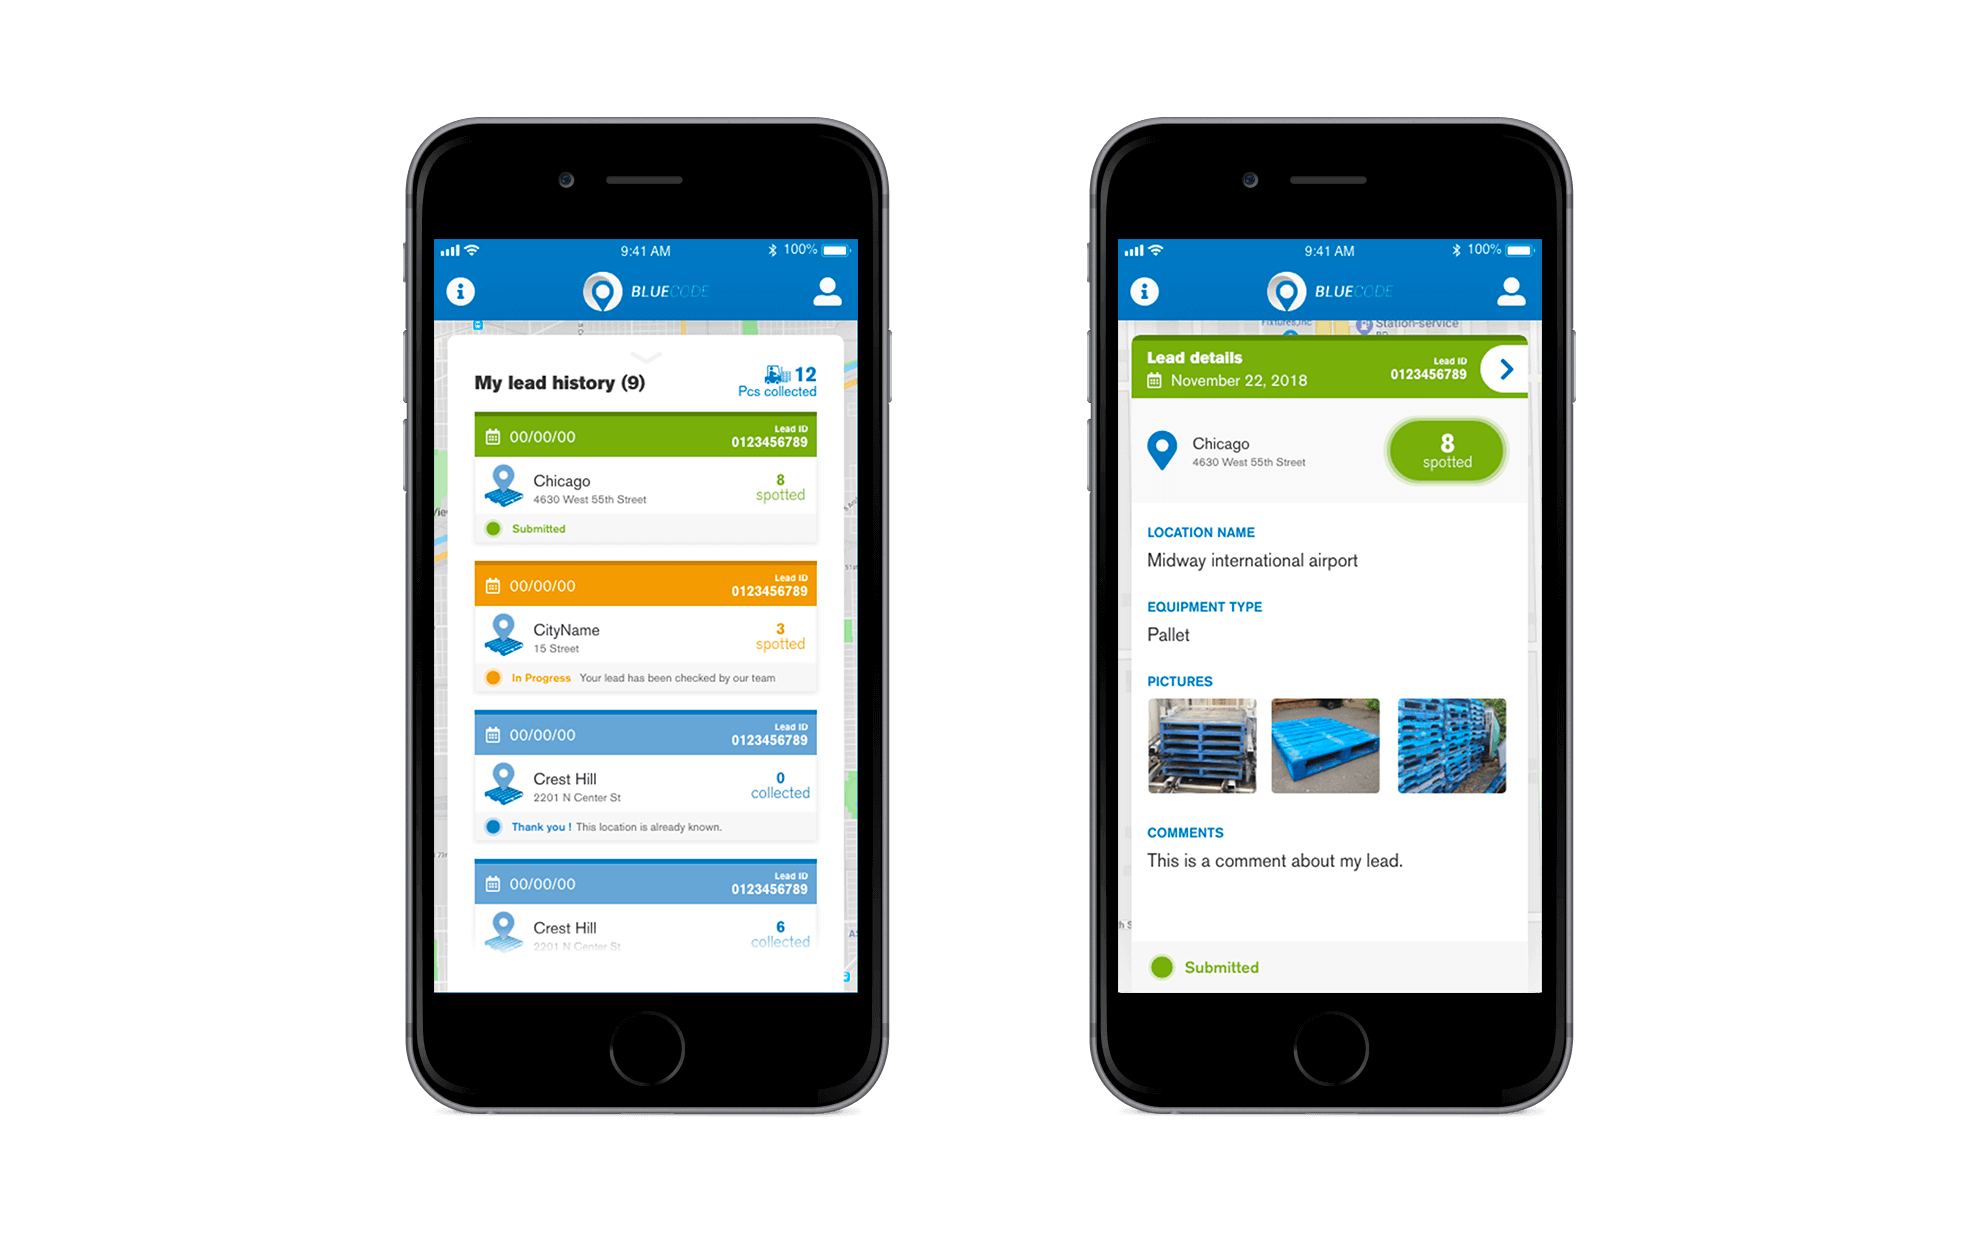 9:41 AM
100%
BLUECODE
My lead history (9)
12
Pcs collected
00/00/00
Lead ID
0123456789
Chicago
4630 West 55th Street
8
spotted
Submitted
00/00/00
Lead ID
0123456789
CityName
15 Street
3
spotted
In Progress Your lead has been checked by our team
00/00/00
Lead ID
0123456789
Crest Hill
2201 N Center St
0
collected
Thank you ! This location is already known.
00/00/00
Lead ID
0123456789
Crest Hill
2201 N Center St
6
collected
9:41 AM
100%
BLUECODE
Station-service
Lead details
November 22, 2018
Lead ID
0123456789
Chicago
4630 West 55th Street
8
spotted
LOCATION NAME
Midway international airport
EQUIPMENT TYPE
Pallet
PICTURES
COMMENTS
This is a comment about my lead.
Submitted